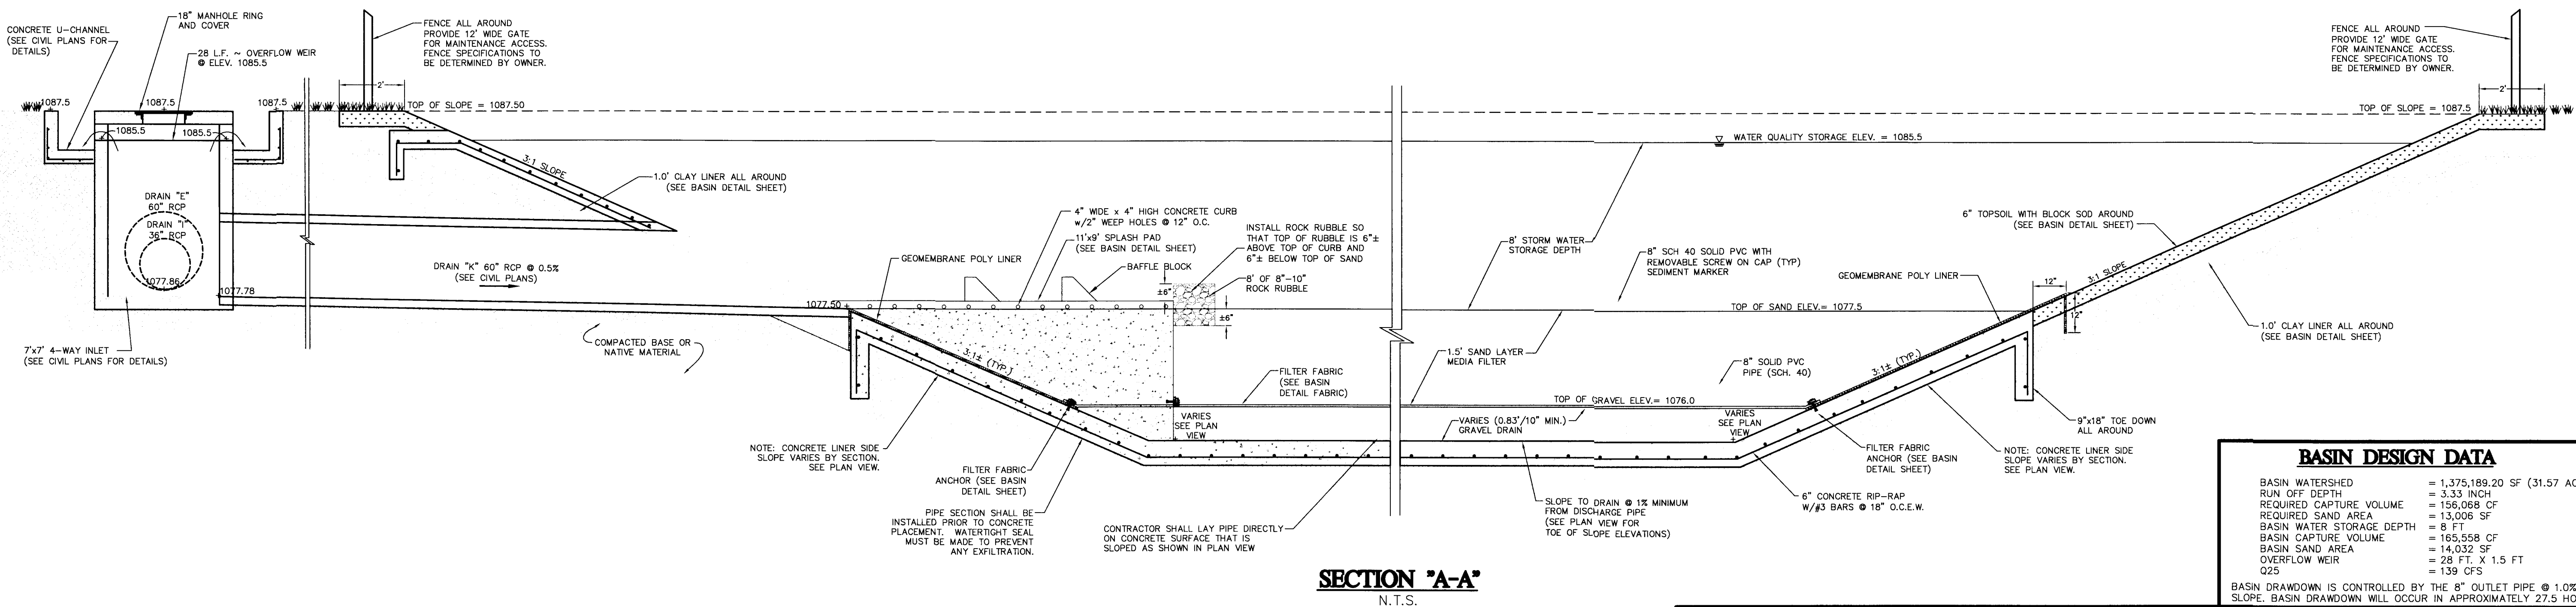 CONCRETE U-CHANNEL
(SEE CIVIL PLANS FOR
DETAILS)
18" MANHOLE RING
AND COVER
28 L.F. ~ OVERFLOW WEIR
@ ELEV. 1085.5
FENCE ALL AROUND
PROVIDE 12' WIDE GATE
FOR MAINTENANCE ACCESS.
FENCE SPECIFICATIONS TO
BE DETERMINED BY OWNER.
FENCE ALL AROUND
PROVIDE 12' WIDE GATE
FOR MAINTENANCE ACCESS.
FENCE SPECIFICATIONS TO
BE DETERMINED BY OWNER.
2'
2'
1087.5
1087.5
1087.5
TOP OF SLOPE = 1087.50
TOP OF SLOPE = 1087.5
1085.5
1085.5
WATER QUALITY STORAGE ELEV. = 1085.5
3:1 SLOPE
1.0' CLAY LINER ALL AROUND
(SEE BASIN DETAIL SHEET)
DRAIN "E"
60" RCP
DRAIN "I"
36" RCP
1077.86
1077.78
DRAIN "K" 60" RCP @ 0.5%
(SEE CIVIL PLANS)
7'x7' 4-WAY INLET
(SEE CIVIL PLANS FOR DETAILS)
COMPACTED BASE OR
NATIVE MATERIAL
4" WIDE x 4" HIGH CONCRETE CURB
w/2" WEEP HOLES @ 12" O.C.
11'x9' SPLASH PAD
(SEE BASIN DETAIL SHEET)
GEOMEMBRANE POLY LINER
BAFFLE BLOCK
INSTALL ROCK RUBBLE SO
THAT TOP OF RUBBLE IS 6"±
ABOVE TOP OF CURB AND
6"± BELOW TOP OF SAND
8' OF 8"-10"
ROCK RUBBLE
±6"
±6"
1077.50
3:1± (TYP.)
8' STORM WATER
STORAGE DEPTH
8" SCH 40 SOLID PVC WITH
REMOVABLE SCREW ON CAP (TYP)
SEDIMENT MARKER
6" TOPSOIL WITH BLOCK SOD AROUND
(SEE BASIN DETAIL SHEET)
GEOMEMBRANE POLY LINER
12"
12"
3:1 SLOPE
TOP OF SAND ELEV.= 1077.5
1.0' CLAY LINER ALL AROUND
(SEE BASIN DETAIL SHEET)
1.5' SAND LAYER
MEDIA FILTER
8" SOLID PVC
PIPE (SCH. 40)
3:1± (TYP.)
FILTER FABRIC
(SEE BASIN
DETAIL FABRIC)
TOP OF GRAVEL ELEV.= 1076.0
VARIES
SEE PLAN
VIEW
VARIES (0.83'/10" MIN.)
GRAVEL DRAIN
VARIES
SEE PLAN
VIEW
9"x18" TOE DOWN
ALL AROUND
NOTE: CONCRETE LINER SIDE
SLOPE VARIES BY SECTION.
SEE PLAN VIEW.
FILTER FABRIC
ANCHOR (SEE BASIN
DETAIL SHEET)
FILTER FABRIC
ANCHOR (SEE BASIN
DETAIL SHEET)
NOTE: CONCRETE LINER SIDE
SLOPE VARIES BY SECTION.
SEE PLAN VIEW.
PIPE SECTION SHALL BE
INSTALLED PRIOR TO CONCRETE
PLACEMENT. WATERTIGHT SEAL
MUST BE MADE TO PREVENT
ANY EXFILTRATION.
CONTRACTOR SHALL LAY PIPE DIRECTLY
ON CONCRETE SURFACE THAT IS
SLOPED AS SHOWN IN PLAN VIEW
SLOPE TO DRAIN @ 1% MINIMUM
FROM DISCHARGE PIPE
(SEE PLAN VIEW FOR
TOE OF SLOPE ELEVATIONS)
6" CONCRETE RIP-RAP
W/#3 BARS @ 18" O.C.E.W.
SECTION "A-A"
N.T.S.
BASIN DESIGN DATA
BASIN WATERSHED = 1,375,189.20 SF (31.57 AC
RUN OFF DEPTH = 3.33 INCH
REQUIRED CAPTURE VOLUME = 156,068 CF
REQUIRED SAND AREA = 13,006 SF
BASIN WATER STORAGE DEPTH = 8 FT
BASIN CAPTURE VOLUME = 165,558 CF
BASIN SAND AREA = 14,032 SF
OVERFLOW WEIR = 28 FT. X 1.5 FT
Q25 = 139 CFS
BASIN DRAWDOWN IS CONTROLLED BY THE 8" OUTLET PIPE @ 1.0%
SLOPE. BASIN DRAWDOWN WILL OCCUR IN APPROXIMATELY 27.5 HO